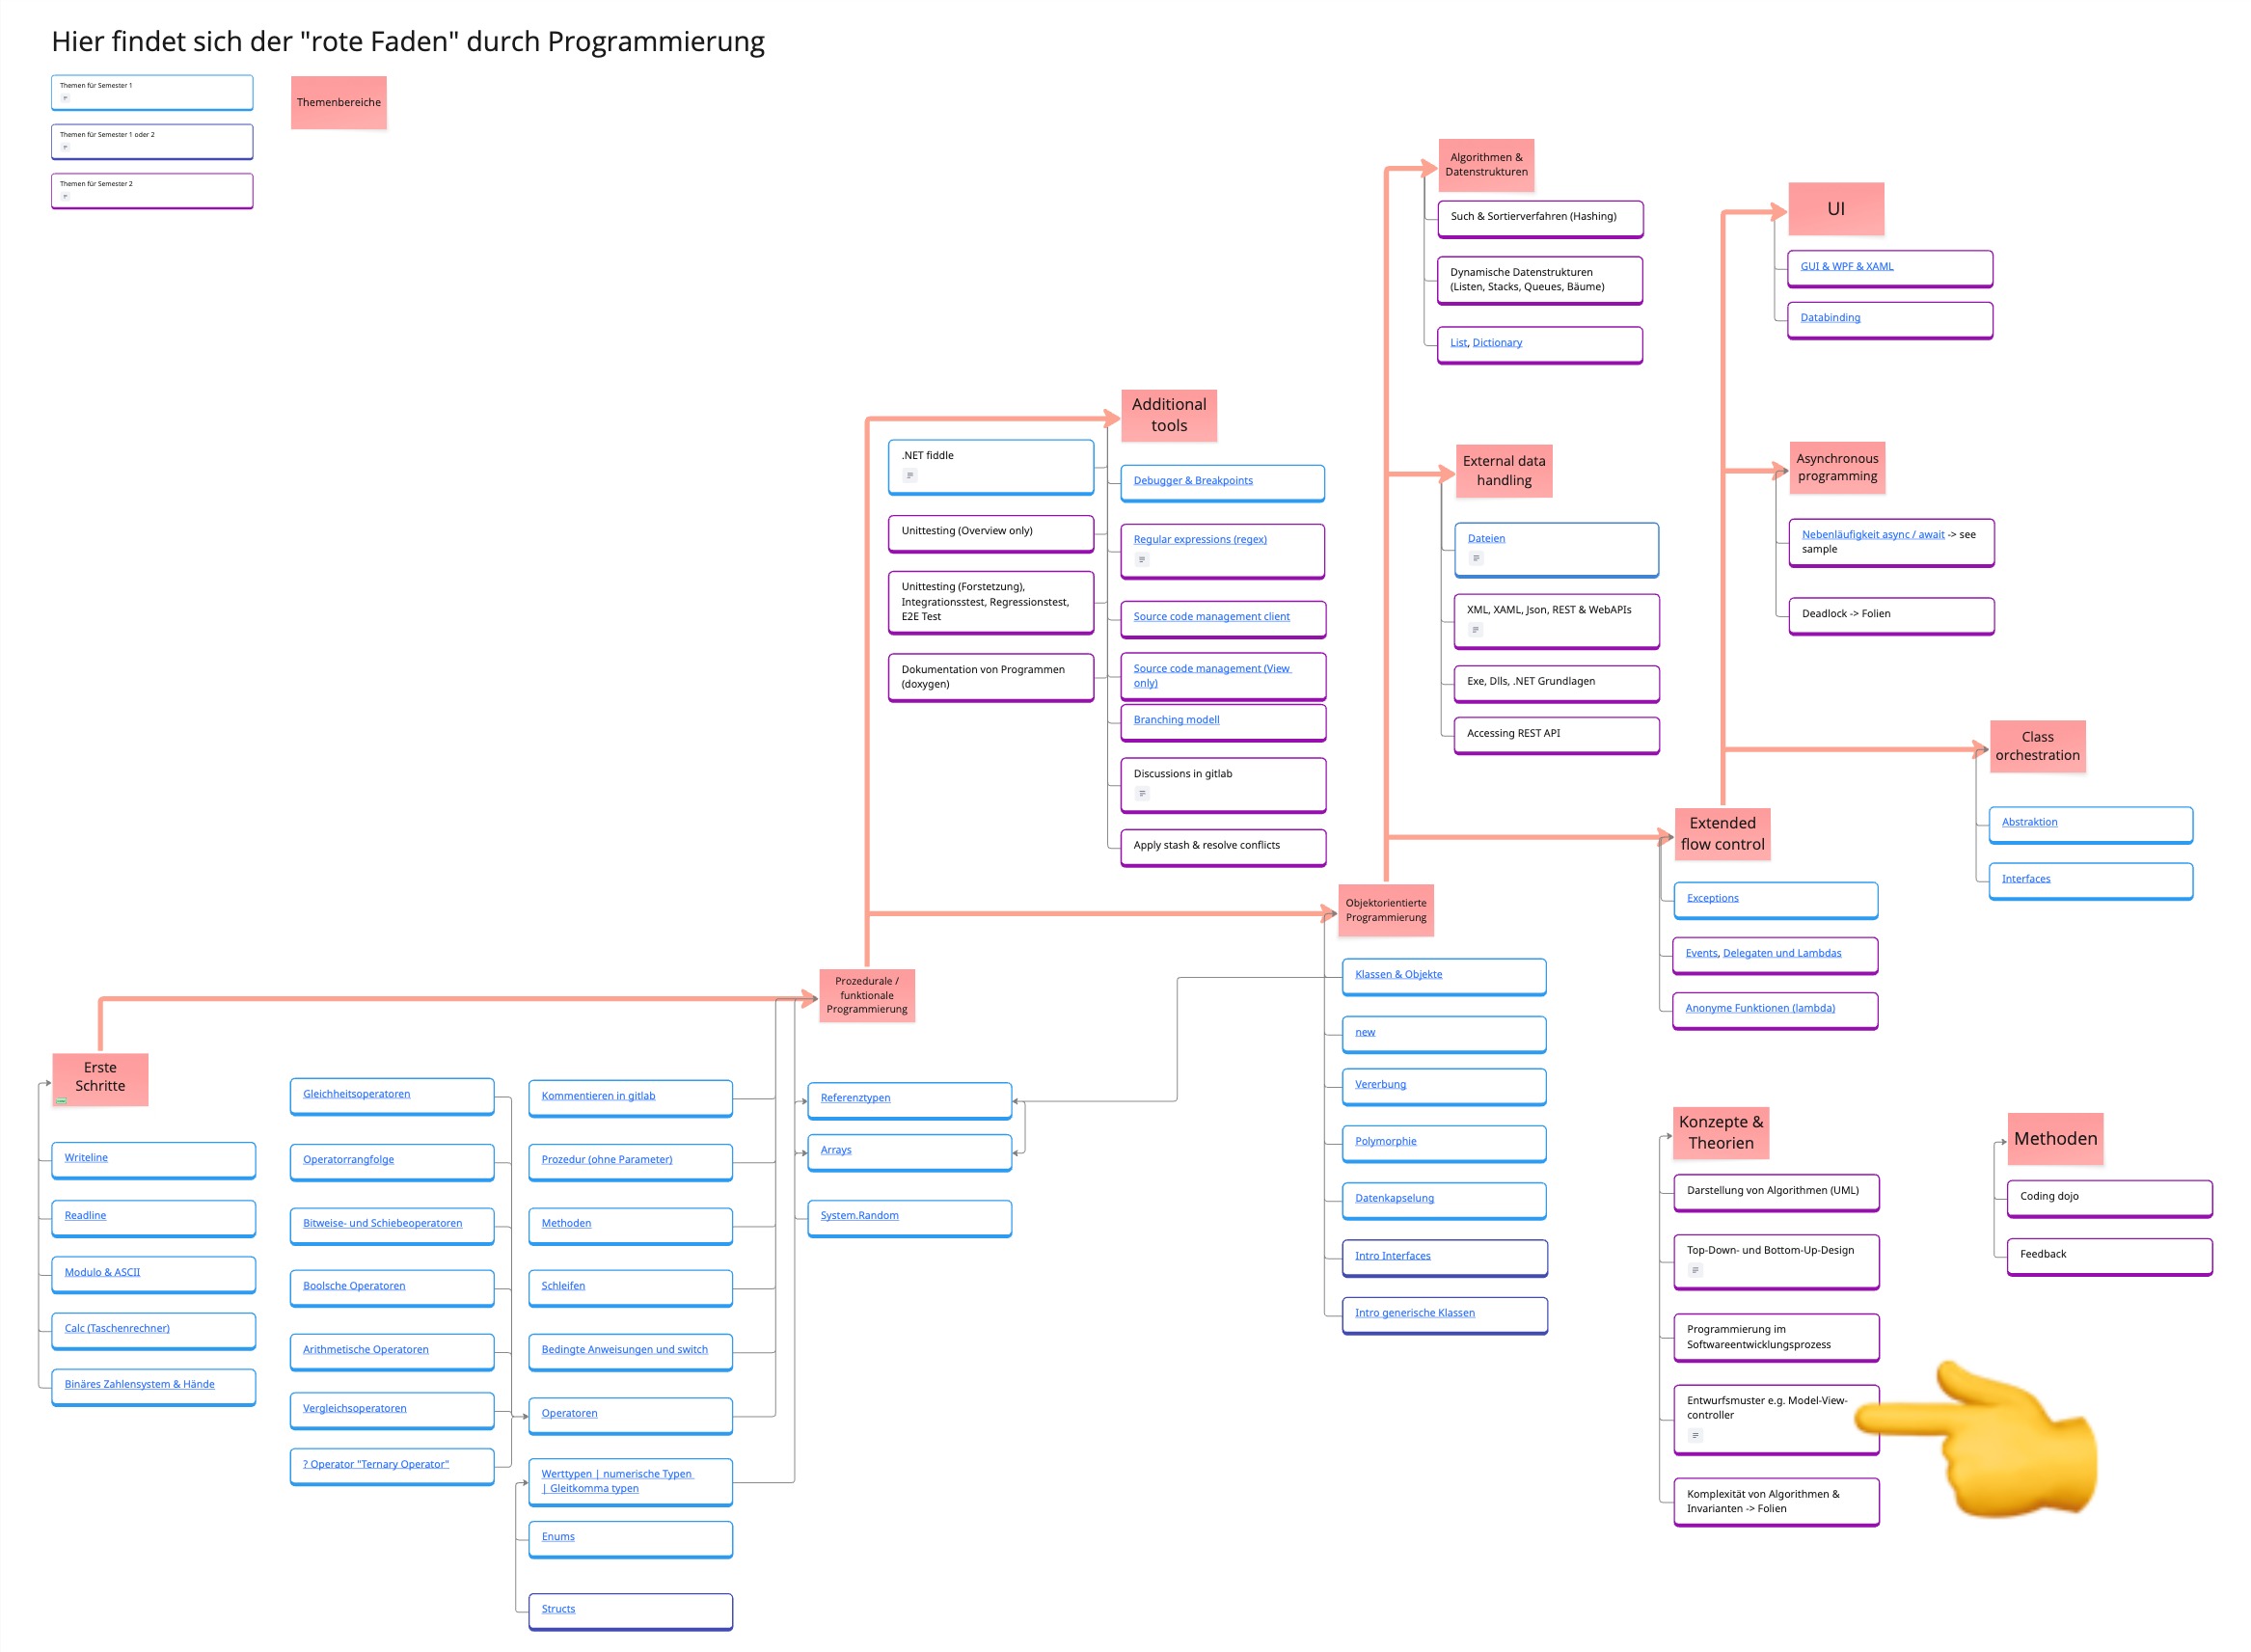 Hier findet sich der "rote Faden" durch Programmierung
Themen für Semester 1
Themen für Semester 1 oder 2
Themen für Semester 2
Themenbereiche
Erste
Schritte
Writeline
Readline
Modulo & ASCII
Calc (Taschenrechner)
Binäres Zahlensystem & Hände
Gleichheitsoperatoren
Operatorrangfolge
Bitweise- und Schiebeoperatoren
Boolsche Operatoren
Arithmetische Operatoren
Vergleichsoperatoren
? Operator "Ternary Operator"
Kommentieren in gitlab
Prozedur (ohne Parameter)
Methoden
Schleifen
Bedingte Anweisungen und switch
Operatoren
Werttypen | numerische Typen
| Gleitkomma typen
Enums
Structs
Prozedurale /
funktionale
Programmierung
Referenztypen
Arrays
System.Random
Additional
tools
.NET fiddle
Unittesting (Overview only)
Unittesting (Forstetzung),
Integrationsstest, Regressionstest,
E2E Test
Dokumentation von Programmen
(doxygen)
Debugger & Breakpoints
Regular expressions (regex)
Source code management client
Source code management (View
only)
Branching modell
Discussions in gitlab
Apply stash & resolve conflicts
Objektorientierte
Programmierung
Klassen & Objekte
new
Vererbung
Polymorphie
Datenkapselung
Intro Interfaces
Intro generische Klassen
Algorithmen &
Datenstrukturen
Such & Sortierverfahren (Hashing)
Dynamische Datenstrukturen
(Listen, Stacks, Queues, Bäume)
List, Dictionary
External data
handling
Dateien
XML, XAML, Json, REST & WebAPIs
Exe, Dlls, .NET Grundlagen
Accessing REST API
Extended
flow control
Exceptions
Events, Delegaten und Lambdas
Anonyme Funktionen (lambda)
UI
GUI & WPF & XAML
Databinding
Asynchronous
programming
Nebenläufigkeit async / await -> see
sample
Deadlock -> Folien
Class
orchestration
Abstraktion
Interfaces
Konzepte &
Theorien
Darstellung von Algorithmen (UML)
Top-Down- und Bottom-Up-Design
Programmierung im
Softwareentwicklungsprozess
Entwurfsmuster e.g. Model-View-
controller
Komplexität von Algorithmen &
Invarianten -> Folien
Methoden
Coding dojo
Feedback